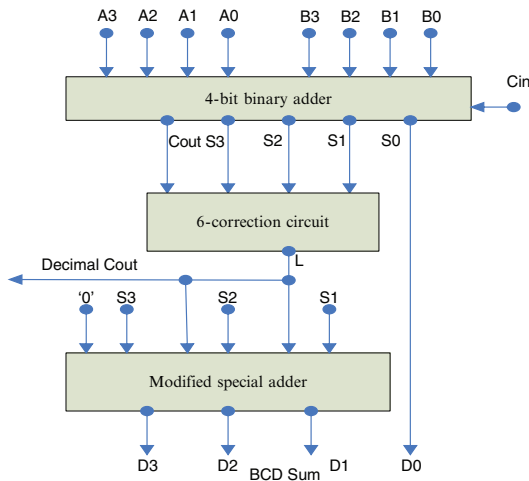 A3 A2 A1 A0 B3 B2 B1 B0
Cin
4-bit binary adder
Cout S3 S2 S1 S0
6-correction circuit
L
Decimal Cout
‘0’ S3 S2 S1
Modified special adder
D3 D2 BCD Sum D1 D0